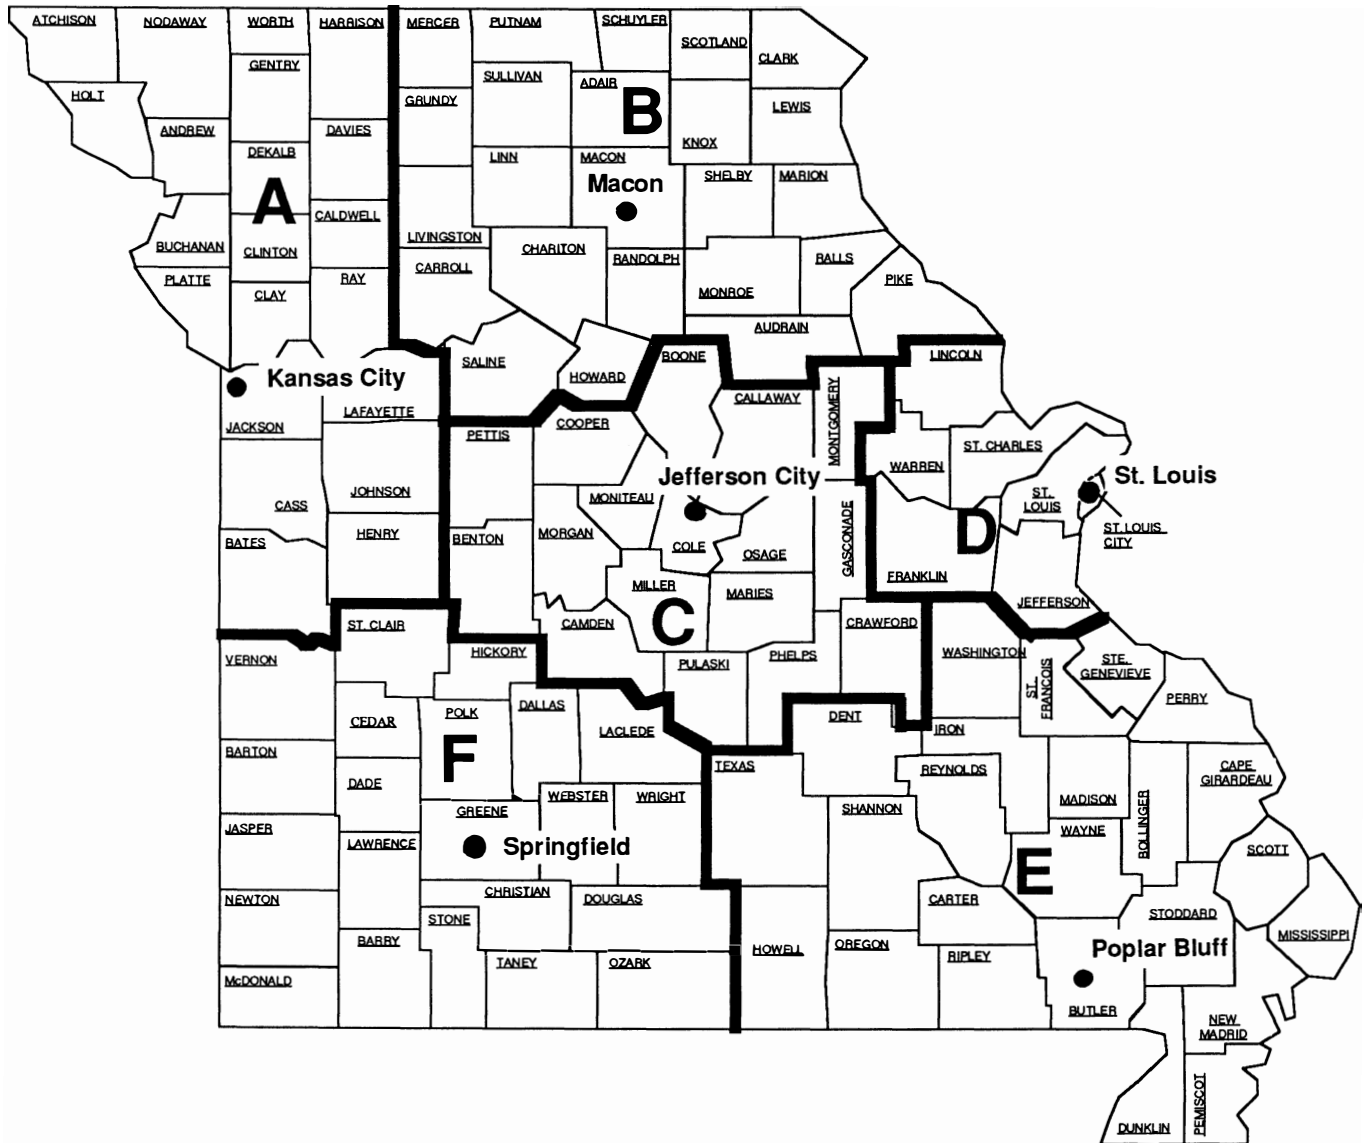 ATCHISON
NODAWAY
WORTH
HARRISON
MERCER
PUTNAM
SCHUYLER
SCOTLAND
CLARK
GENTRY
SULLIVAN
ADAIR
HOLT
GRUNDY
B
LEWIS
ANDREW
DAVIES
KNOX
DEKALB
LINN
MACON
SHELBY
MARION
Macon
A
CALDWELL
BUCHANAN
CLINTON
LIVINGSTON
CHARITON
RANDOLPH
RALLS
PLATTE
RAY
CARROLL
PIKE
CLAY
MONROE
AUDRAIN
SALINE
BOONE
LINCOLN
Kansas City
HOWARD
JACKSON
LAFAYETTE
COOPER
CALLAWAY
MONTGOMERY
PETTIS
ST. CHARLES
WARREN
Jefferson City
St. Louis
CASS
JOHNSON
MONITEAU
ST.
LOUIS
ST. LOUIS
CITY
BATES
HENRY
BENTON
MORGAN
COLE
OSAGE
GASCONADE
D
FRANKLIN
MILLER
MARIES
JEFFERSON
ST. CLAIR
CAMDEN
C
CRAWFORD
VERNON
HICKORY
PULASKI
PHELPS
WASHINGTON
ST.
FRANCOIS
STE.
GENEVIEVE
PERRY
CEDAR
POLK
DALLAS
LACLEDE
DENT
IRON
BARTON
F
TEXAS
REYNOLDS
CAPE
GIRARDEAU
DADE
WEBSTER
WRIGHT
MADISON
BOLLINGER
JASPER
GREENE
SHANNON
WAYNE
LAWRENCE
Springfield
E
SCOTT
NEWTON
CHRISTIAN
DOUGLAS
CARTER
STONE
STODDARD
BARRY
HOWELL
OREGON
RIPLEY
Poplar Bluff
MISSISSIPPI
McDONALD
TANEY
OZARK
BUTLER
NEW
MADRID
PEMISCOT
DUNKLIN